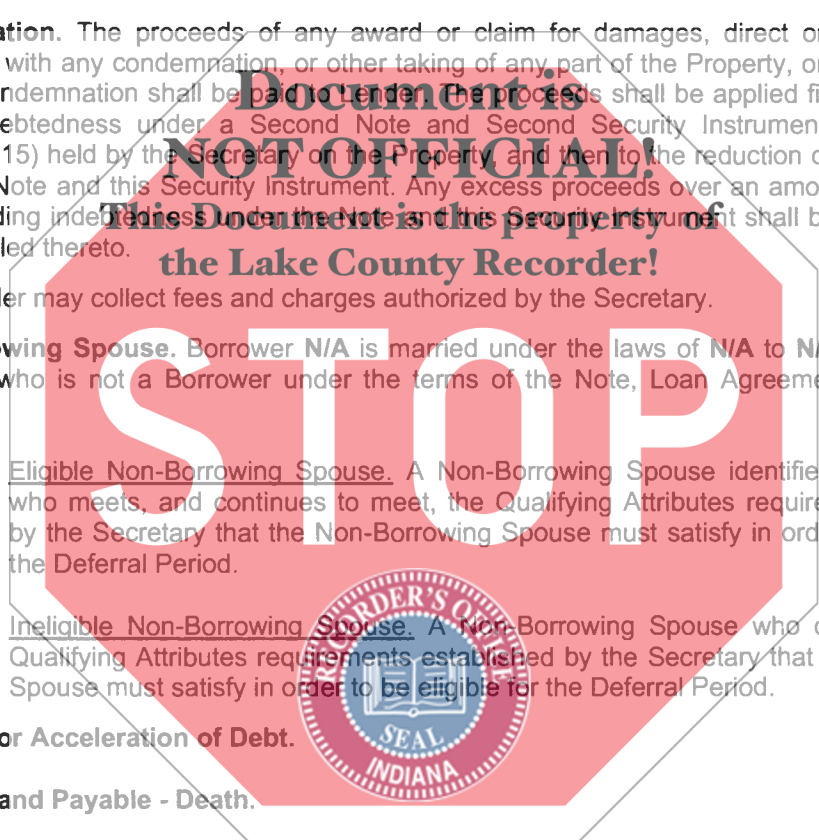 ation. The proceeds of any award or claim for damages, direct or
with any condemnation, or other taking of any part of the Property, or
ndemnation shall be paid to Lender. The proceeds shall be applied fi
ebtedness under a Second Note and Second Security Instrumen
15) held by the Secretary on the Property, and then to the reduction o
Note and this Security Instrument. Any excess proceeds over an amo
ding indebtedness under the Note and this Security Instrument shall b
led thereto.
Document is
NOT OFFICIAL!
This Document is the property of
the Lake County Recorder!
er may collect fees and charges authorized by the Secretary.
owing Spouse. Borrower N/A is married under the laws of N/A to N/
who is not a Borrower under the terms of the Note, Loan Agreeme
STOP
Eligible Non-Borrowing Spouse. A Non-Borrowing Spouse identifie
who meets, and continues to meet, the Qualifying Attributes require
by the Secretary that the Non-Borrowing Spouse must satisfy in ord
the Deferral Period.
Ineligible Non-Borrowing Spouse. A Non-Borrowing Spouse who d
Qualifying Attributes requirements established by the Secretary that
Spouse must satisfy in order to be eligible for the Deferral Period.
RECORDER'S OFFICE
SEAL
INDIANA
or Acceleration of Debt.
and Payable - Death.